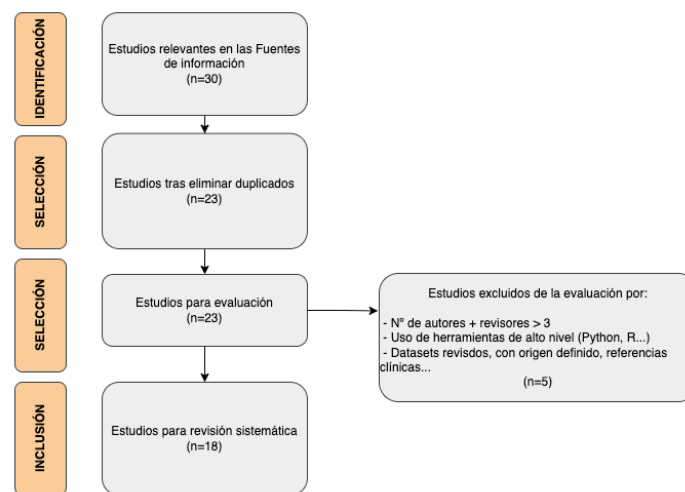 IDENTIFICACIÓN
Estudios relevantes en las Fuentes
de información
(n=30)
SELECCIÓN
Estudios tras eliminar duplicados
(n=23)
SELECCIÓN
Estudios para evaluación
(n=23)
Estudios excluidos de la evaluación por:
- Nº de autores + revisores > 3
- Uso de herramientas de alto nivel (Python, R...)
- Datasets revisdos, con origen definido, referencias
clínicas...
(n=5)
INCLUSIÓN
Estudios para revisión sistemática
(n=18)